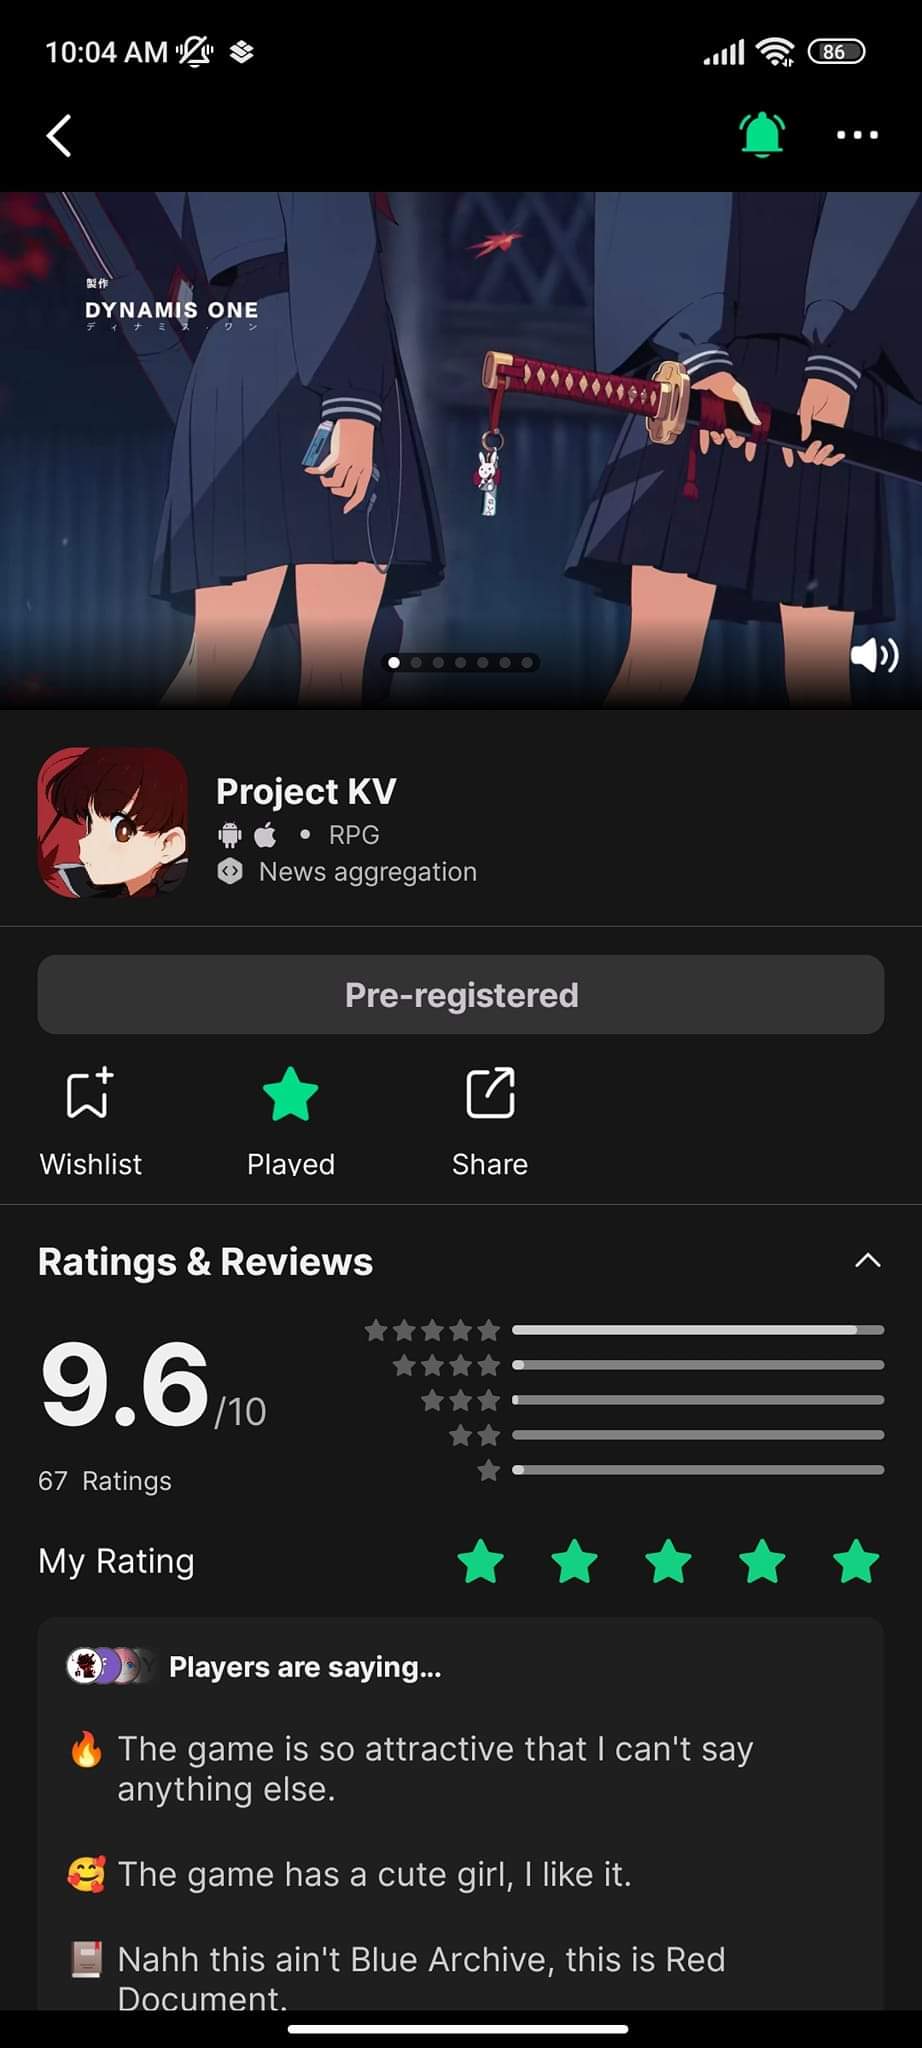 10:04 AM
86
製作
DYNAMIS ONE
ディナミス・ワン
Project KV
RPG
News aggregation
Pre-registered
Wishlist
Played
Share
Ratings & Reviews
9.6/10
67 Ratings
My Rating
Players are saying...
The game is so attractive that I can't say
anything else.
The game has a cute girl, I like it.
Nahh this ain't Blue Archive, this is Red
Document.